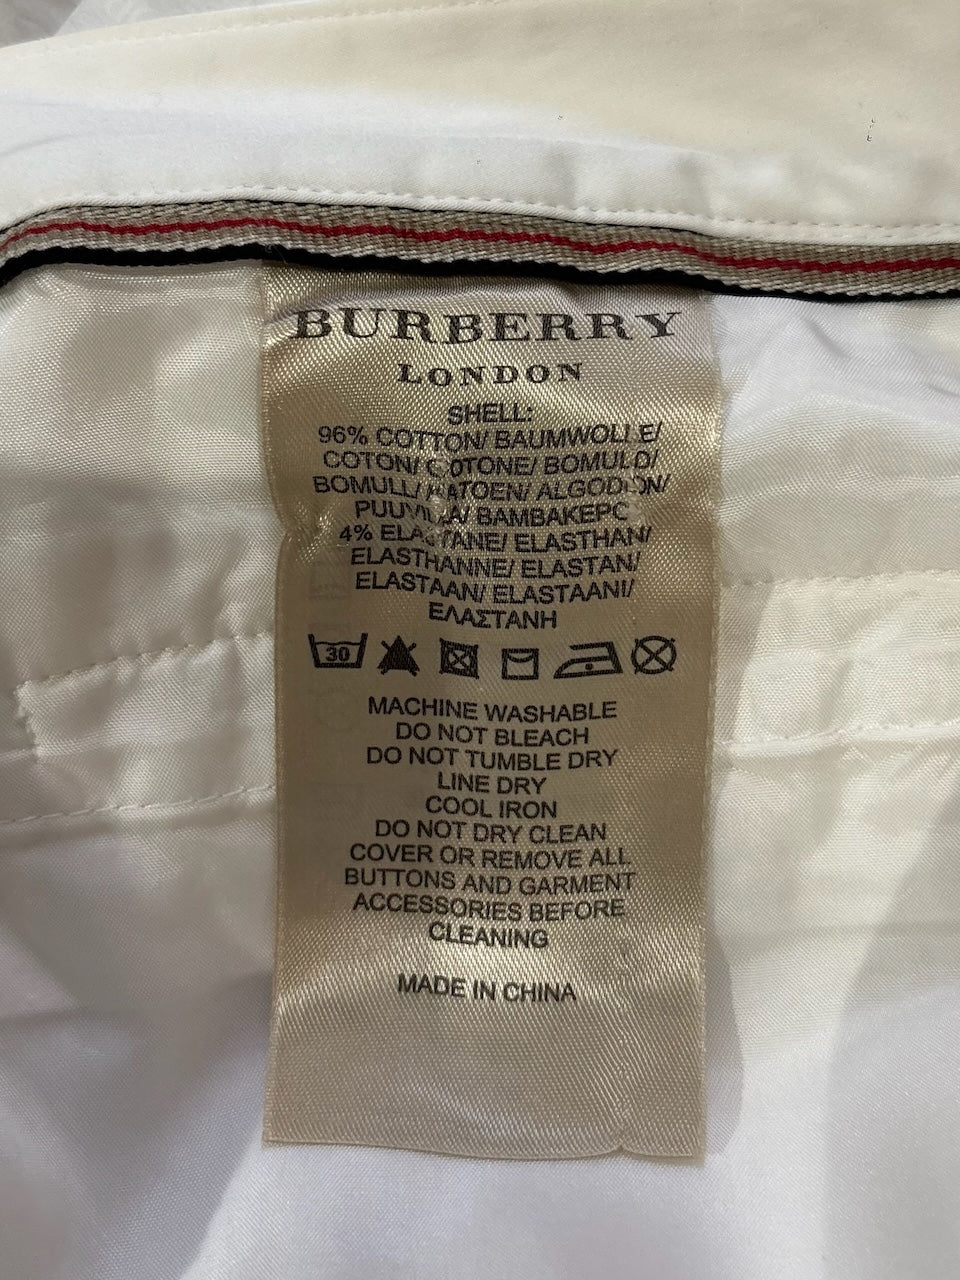 BURBERRY
LONDON
SHELL:
96% COTTON/ BAUMWOLLE/
COTON/ COTONE/ BOMULD/
BOMULL/ KATOEN/ ALGODON/
PUUVILLA/ ΒΑΜΒΑΚΕΡΟ
4% ELASTANE/ ELASTHAN/
ELASTHANNE/ ELASTAN/
ELASTAAN/ ELASTAANI/
ΕΛΑΣΤΑΝΗ
30
MACHINE WASHABLE
DO NOT BLEACH
DO NOT TUMBLE DRY
LINE DRY
COOL IRON
DO NOT DRY CLEAN
COVER OR REMOVE ALL
BUTTONS AND GARMENT
ACCESSORIES BEFORE
CLEANING
MADE IN CHINA